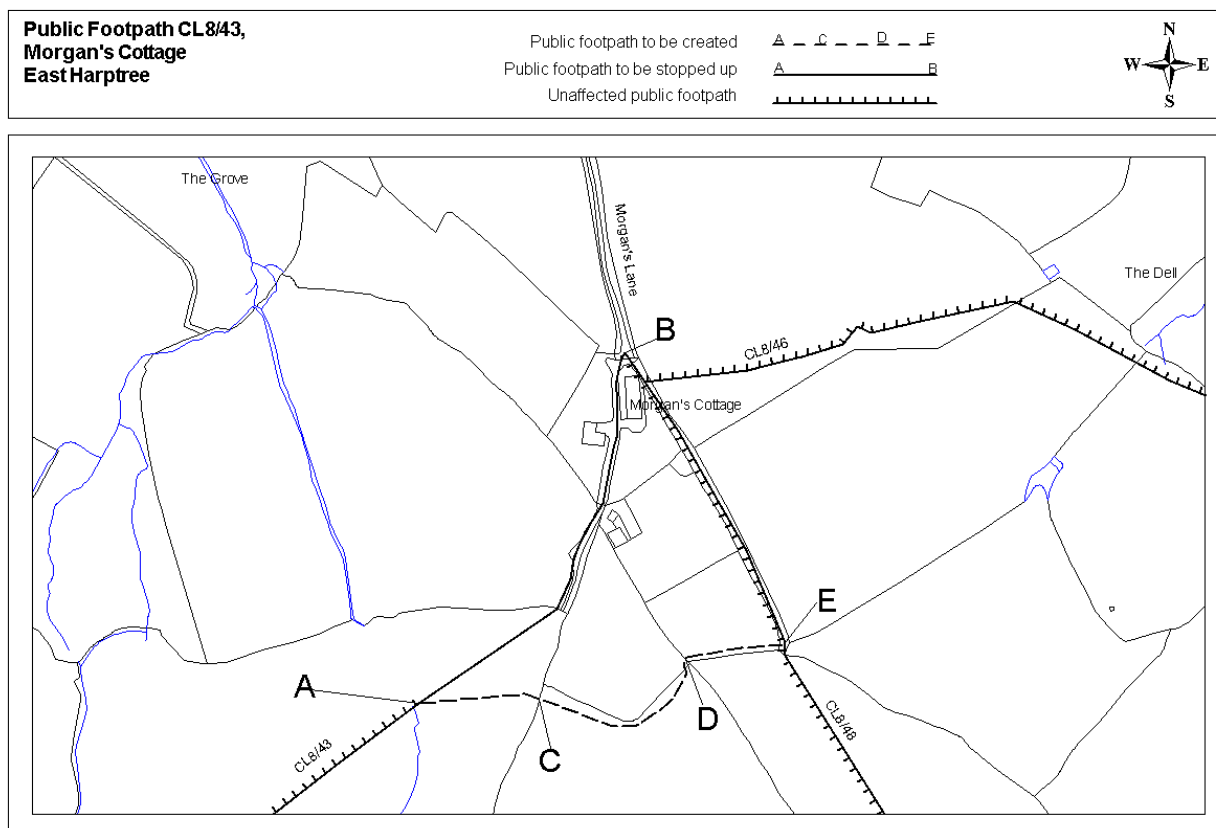 Public Footpath CL8/43,
Morgan's Cottage
East Harptree
Public footpath to be created
A C D E
Public footpath to be stopped up
A B
Unaffected public footpath
N
W E
S
The Grove
Morgan's Lane
The Dell
B
CL8/46
Morgan's Cottage
E
A
D
CL8/48
C
CL8/43